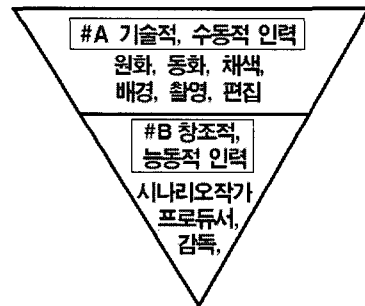 #A 기술적, 수동적 인력
원화, 동화, 채색,
배경, 촬영, 편집
#B 창조적,
능동적 인력
시나리오작가
프로듀서,
감독,